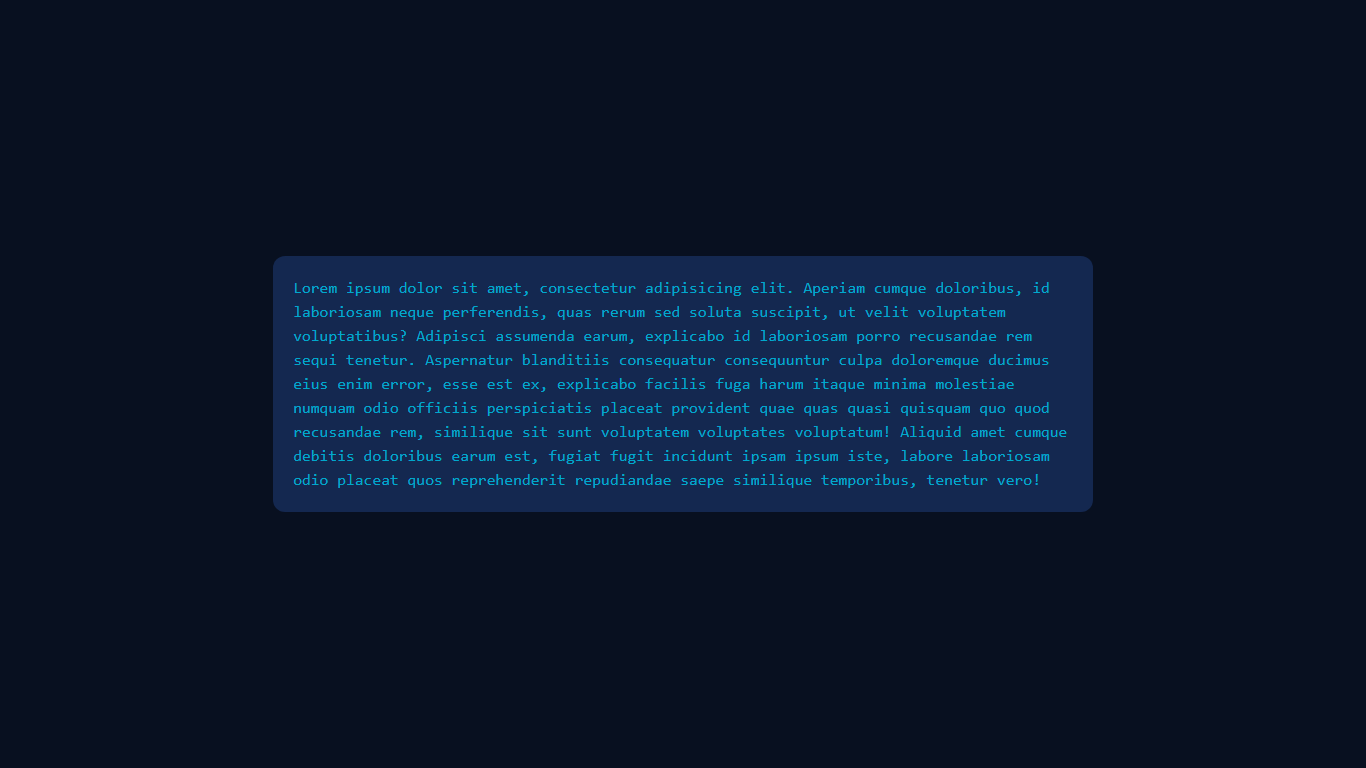 Lorem ipsum dolor sit amet, consectetur adipisicing elit. Aperiam cumque doloribus, id
laboriosam neque perferendis, quas rerum sed soluta suscipit, ut velit voluptatem
voluptatibus? Adipisci assumenda earum, explicabo id laboriosam porro recusandae rem
sequi tenetur. Aspernatur blanditiis consequatur consequuntur culpa doloremque ducimus
eius enim error, esse est ex, explicabo facilis fuga harum itaque minima molestiae
numquam odio officiis perspiciatis placeat provident quae quas quasi quisquam quo quod
recusandae rem, similique sit sunt voluptatem voluptates voluptatum! Aliquid amet cumque
debitis doloribus earum est, fugiat fugit incidunt ipsam ipsum iste, labore laboriosam
odio placeat quos reprehenderit repudiandae saepe similique temporibus, tenetur vero!